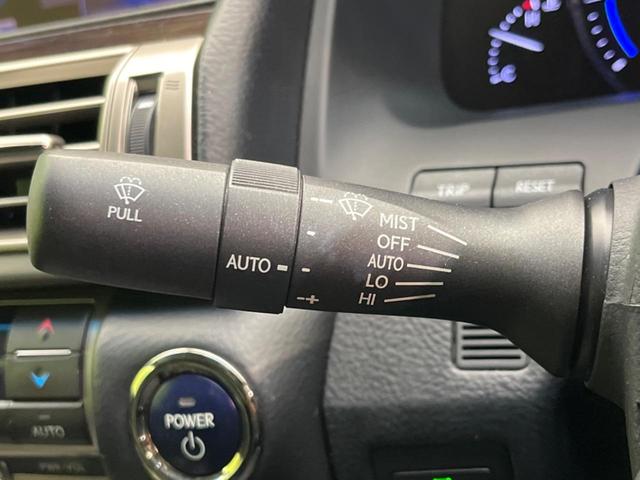 PULL
AUTO
MIST
OFF
AUTO
LO
HI
TRIP
RESET
POWER
AUTO